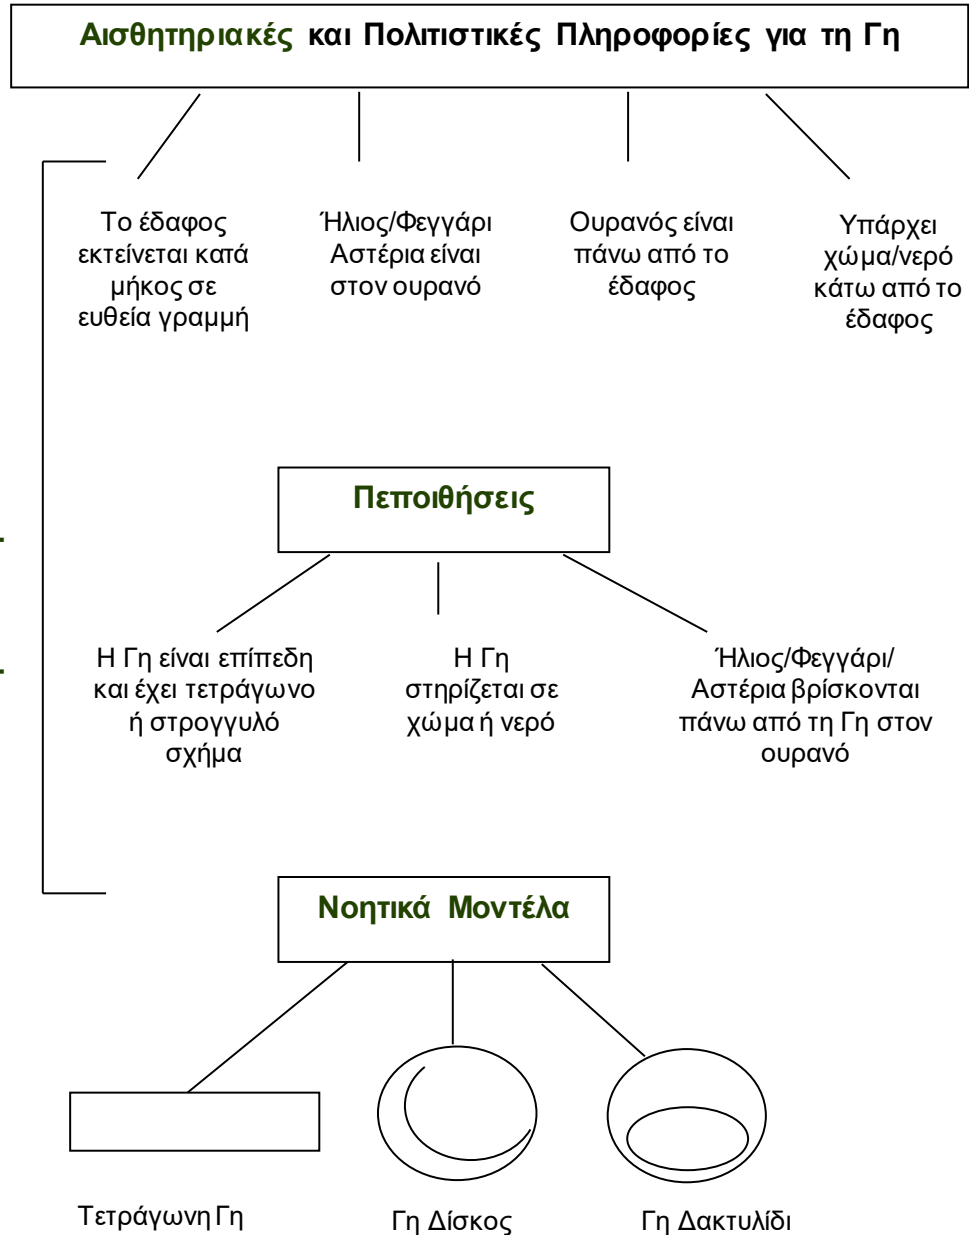 Αισθητηριακές και Πολιτιστικές Πληροφορίες για τη Γη
Το έδαφος
εκτείνεται κατά
μήκος σε
ευθεία γραμμή
Ήλιος/Φεγγάρι
Αστέρια είναι
στον ουρανό
Ουρανός είναι
πάνω από το
έδαφος
Υπάρχει
χώμα/νερό
κάτω από το
έδαφος
Πεποιθήσεις
Η Γη είναι επίπεδη
και έχει τετράγωνο
ή στρογγυλό
σχήμα
Η Γη
στηρίζεται σε
χώμα ή νερό
Ήλιος/Φεγγάρι/
Αστέρια βρίσκονται
πάνω από τη Γη στον
ουρανό
Νοητικά Μοντέλα
Τετράγωνη Γη
Γη Δίσκος
Γη Δακτυλίδι